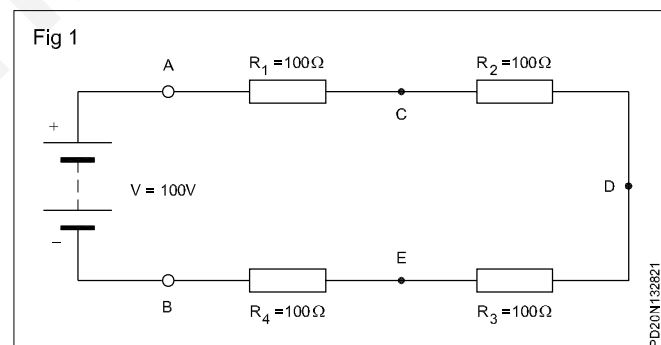 Fig 1
A
R1 =100Ω
R2 =100Ω
C
+
V = 100V
D
–
E
B
R4 =100Ω
R3 =100Ω
PD20N132821